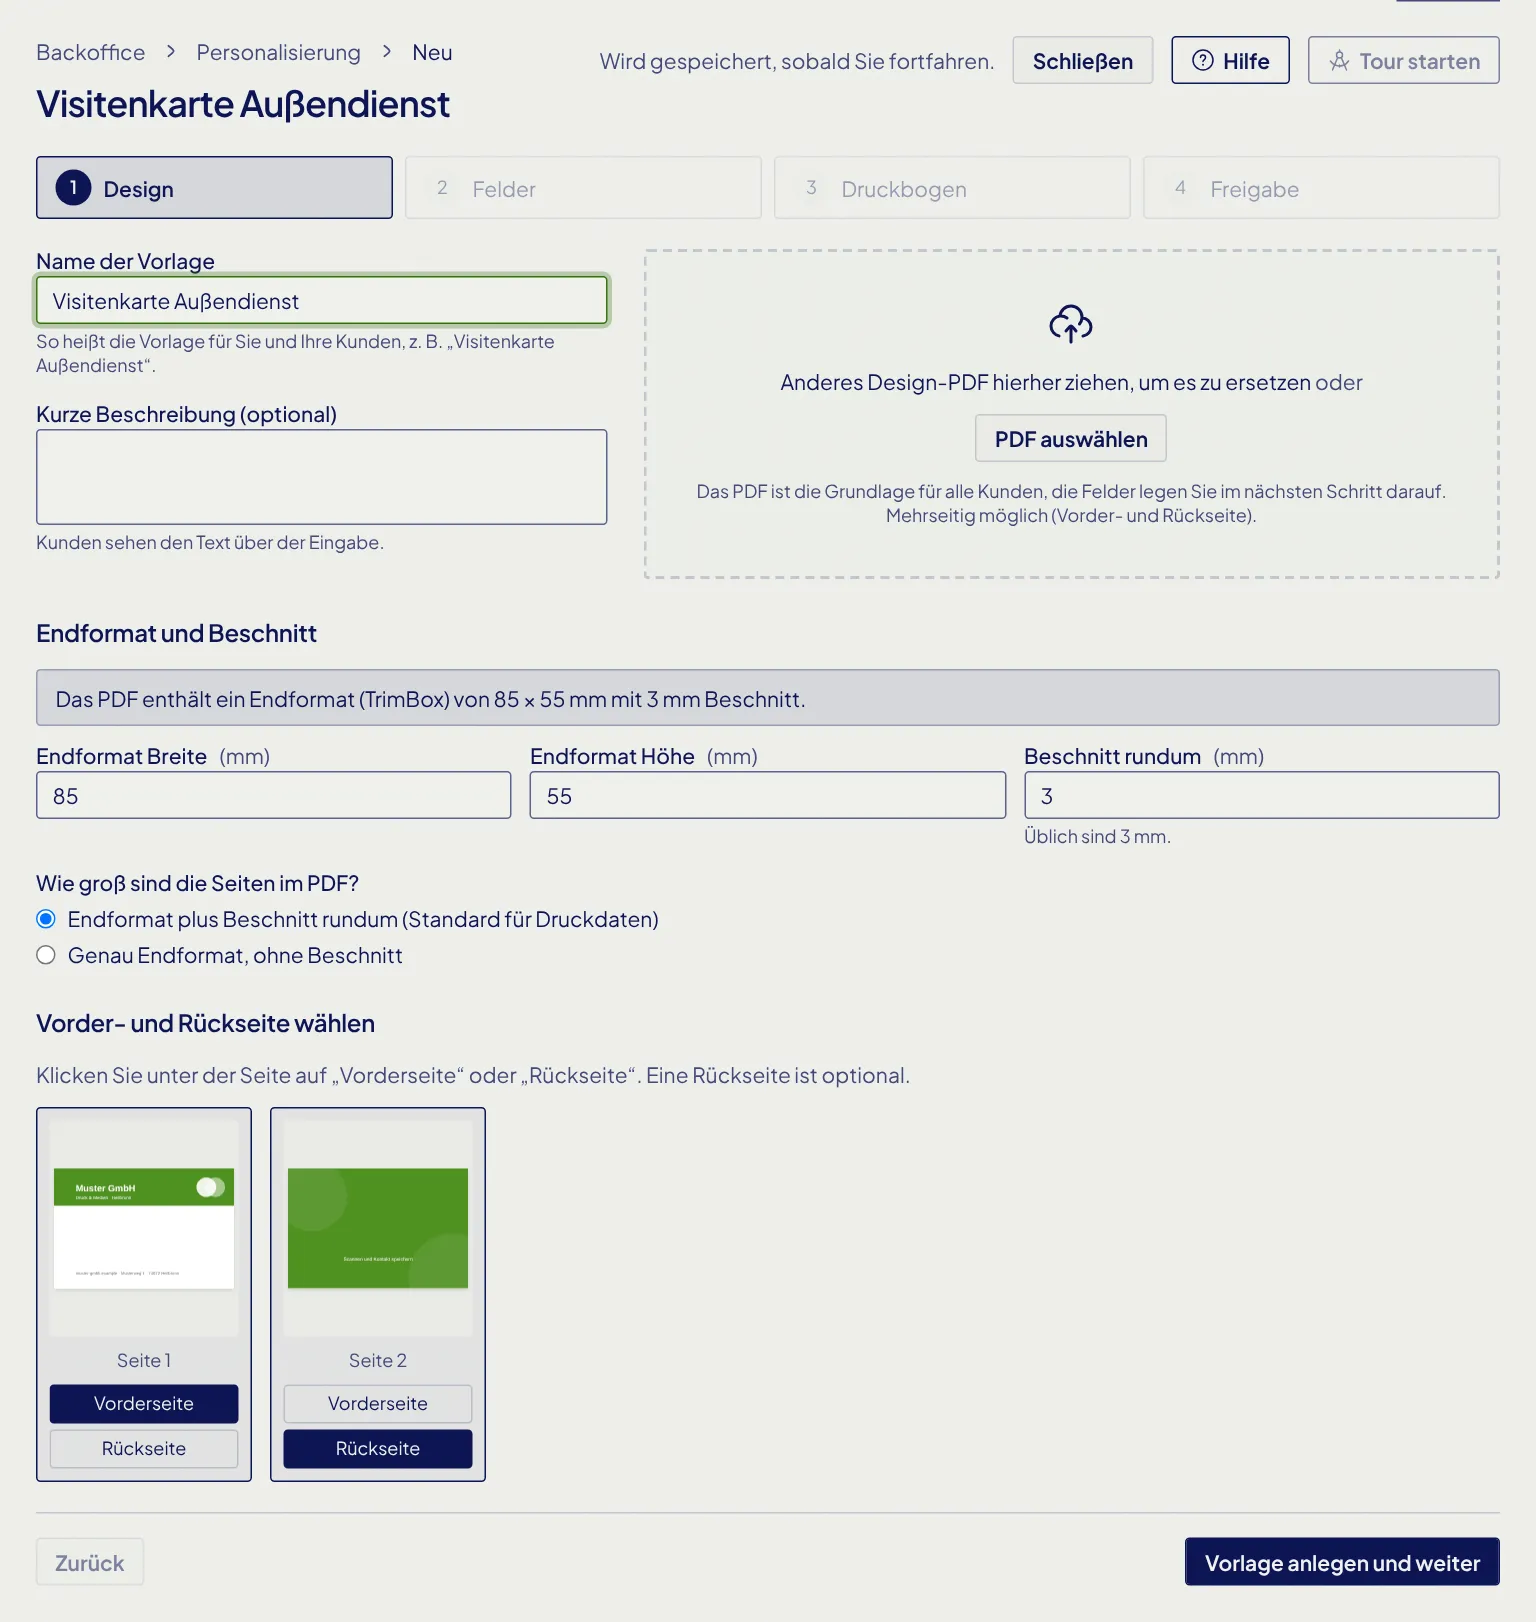 Backoffice > Personalisierung > Neu
Wird gespeichert, sobald Sie fortfahren.
Schließen
Hilfe
Tour starten
Visitenkarte Außendienst
1 Design
2 Felder
3 Druckbogen
4 Freigabe
Name der Vorlage
Visitenkarte Außendienst
So heißt die Vorlage für Sie und Ihre Kunden, z. B. „Visitenkarte
Außendienst“.
Kurze Beschreibung (optional)
Kunden sehen den Text über der Eingabe.
Anderes Design-PDF hierher ziehen, um es zu ersetzen oder
PDF auswählen
Das PDF ist die Grundlage für alle Kunden, die Felder legen Sie im nächsten Schritt darauf.
Mehrseitig möglich (Vorder- und Rückseite).
Endformat und Beschnitt
Das PDF enthält ein Endformat (TrimBox) von 85 × 55 mm mit 3 mm Beschnitt.
Endformat Breite (mm)
85
Endformat Höhe (mm)
55
Beschnitt rundum (mm)
3
Üblich sind 3 mm.
Wie groß sind die Seiten im PDF?
Endformat plus Beschnitt rundum (Standard für Druckdaten)
Genau Endformat, ohne Beschnitt
Vorder- und Rückseite wählen
Klicken Sie unter der Seite auf „Vorderseite“ oder „Rückseite“. Eine Rückseite ist optional.
Muster GmbH
Seite 1
Vorderseite
Rückseite
und Kontakt speichern
Seite 2
Vorderseite
Rückseite
Zurück
Vorlage anlegen und weiter